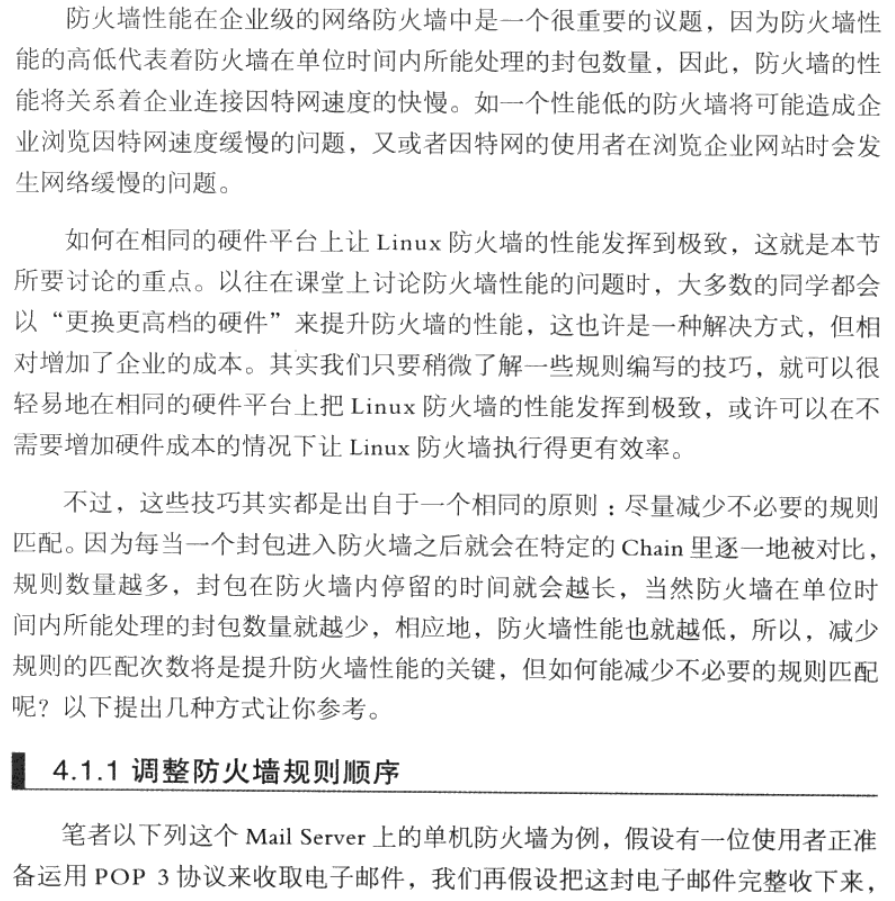 防火墙性能在企业级的网络防火墙中是一个很重要的议题，因为防火墙性
能的高低代表着防火墙在单位时间内所能处理的封包数量，因此，防火墙的性
能将关系着企业连接因特网速度的快慢。如一个性能低的防火墙将可能造成企
业浏览因特网速度缓慢的问题，又或者因特网的使用者在浏览企业网站时会发
生网络缓慢的问题。
如何在相同的硬件平台上让 Linux 防火墙的性能发挥到极致，这就是本节
所要讨论的重点。以往在课堂上讨论防火墙性能的问题时，大多数的同学都会
以“更换更高档的硬件”来提升防火墙的性能，这也许是一种解决方式，但相
对增加了企业的成本。其实我们只要稍微了解一些规则编写的技巧，就可以很
轻易地在相同的硬件平台上把 Linux 防火墙的性能发挥到极致，或许可以在不
需要增加硬件成本的情况下让 Linux 防火墙执行得更有效率。
不过，这些技巧其实都是出自于一个相同的原则：尽量减少不必要的规则
匹配。因为每当一个封包进入防火墙之后就会在特定的 Chain 里逐一地被对比，
规则数量越多，封包在防火墙内停留的时间就会越长，当然防火墙在单位时
间内所能处理的封包数量就越少，相应地，防火墙性能也就越低，所以，减少
规则的匹配次数将是提升防火墙性能的关键，但如何能减少不必要的规则匹配
呢？以下提出几种方式让你参考。
4.1.1 调整防火墙规则顺序
笔者以下列这个 Mail Server 上的单机防火墙为例，假设有一位使用者正准
备运用 POP 3 协议来收取电子邮件，我们再假设把这封电子邮件完整收下来，